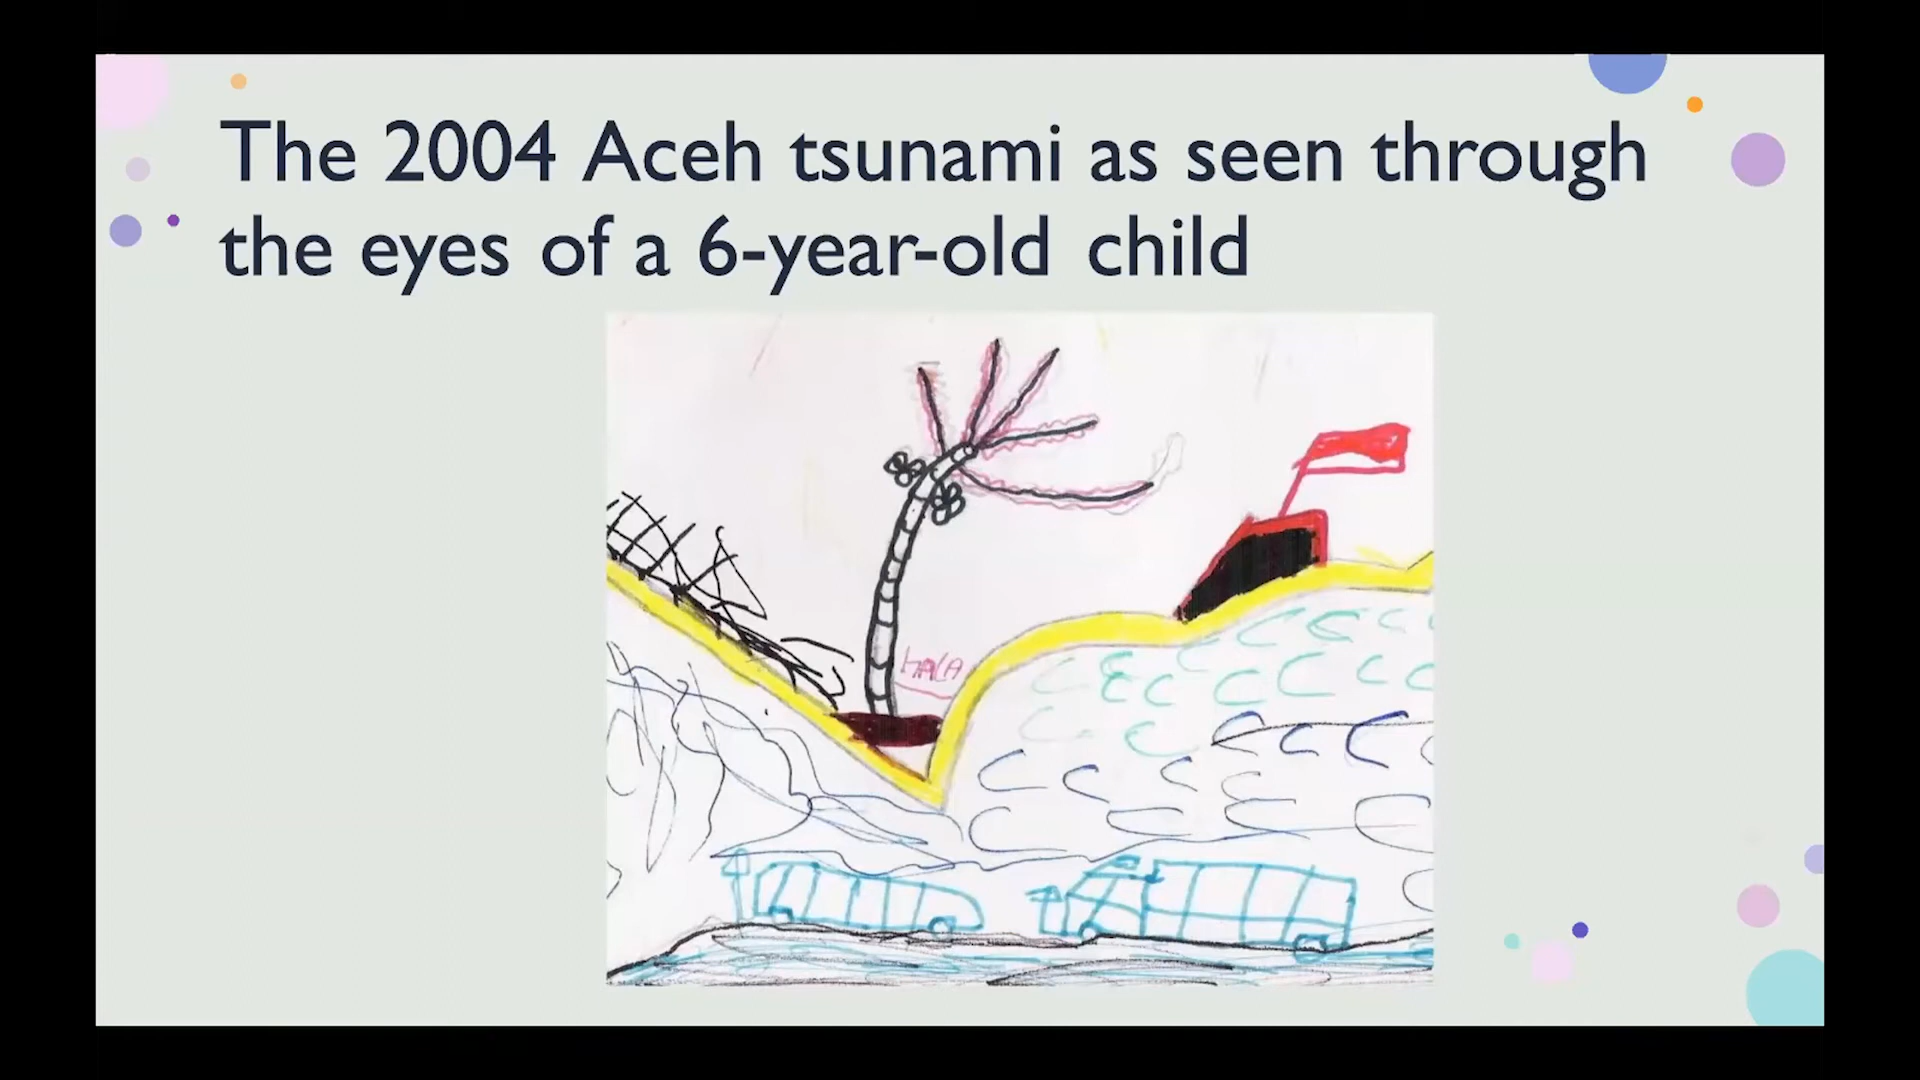 The 2004 Aceh tsunami as seen through
the eyes of a 6-year-old child